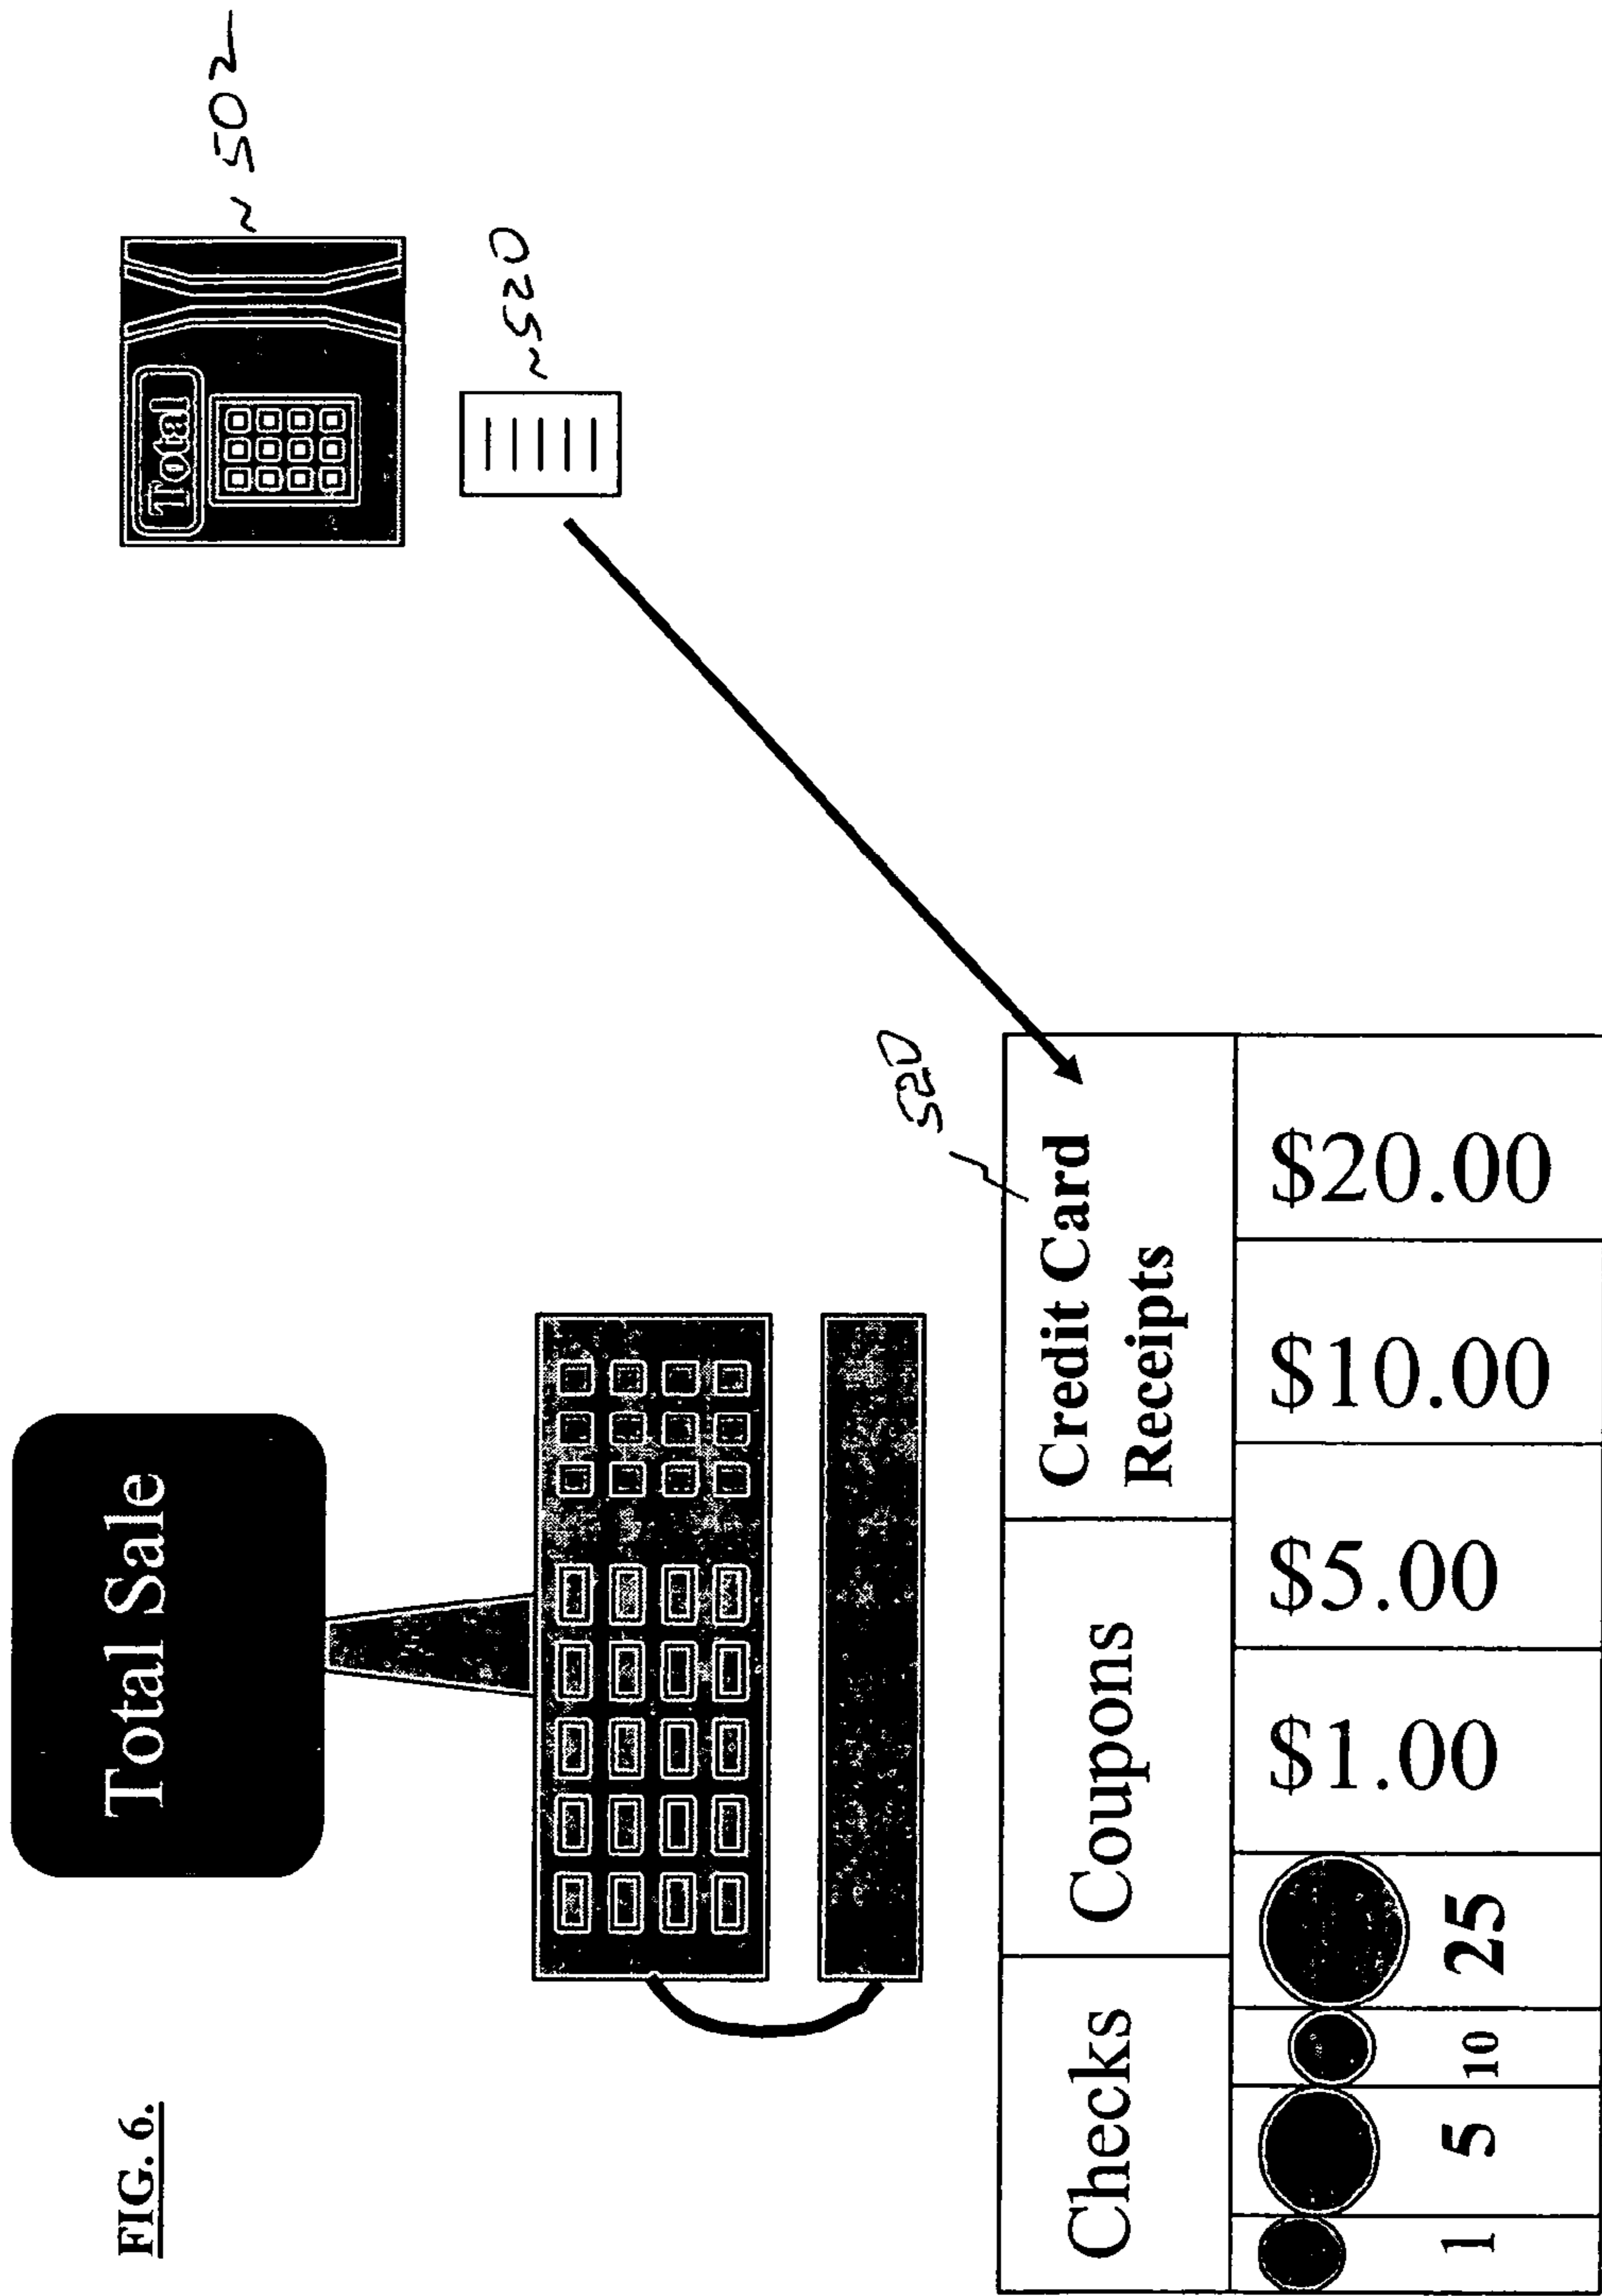 FIG. 6.
Total Sale
Total
~ 502
~520
520
Checks
Coupons
Credit Card
Receipts
1
5
10
25
$1.00
$5.00
$10.00
$20.00